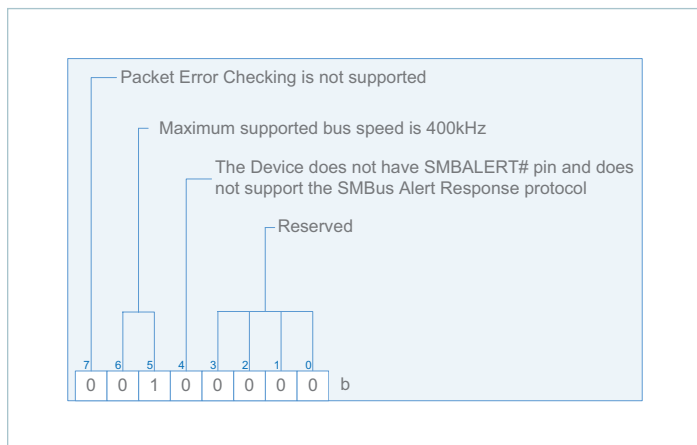 Packet Error Checking is not supported
Maximum supported bus speed is 400kHz
The Device does not have SMBALERT# pin and does
not support the SMBus Alert Response protocol
Reserved
7 6 5 4 3 2 1 0
0 0 1 0 0 0 0 0 b